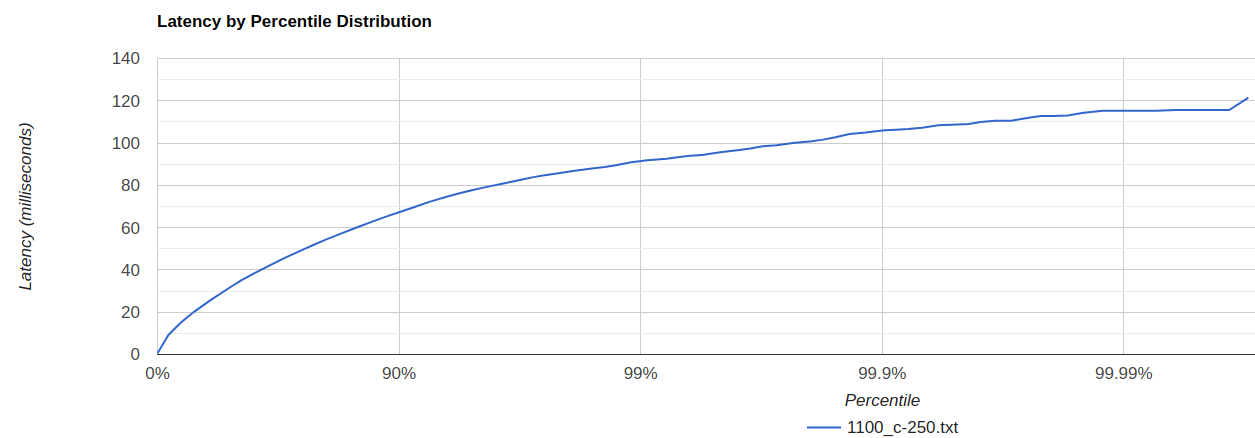 Latency by Percentile Distribution
Latency (milliseconds)
140
120
100
80
60
40
20
0
0% 90% 99% 99.9% 99.99%
Percentile
1100_c-250.txt